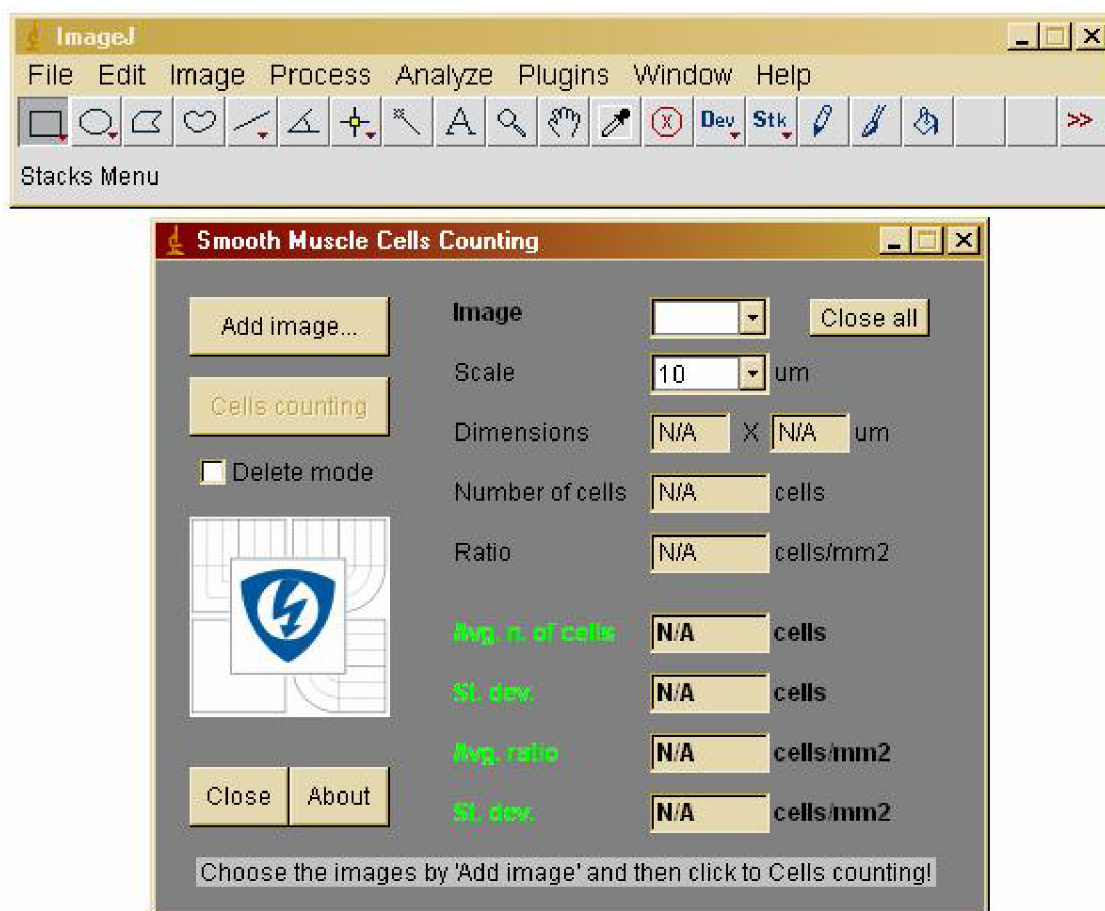 ImageJ
File Edit Image Process Analyze Plugins Window Help
A Dev Stk >>
Stacks Menu
Smooth Muscle Cells Counting
Add image... Image Close all
Scale 10 um
Cells counting
Dimensions N/A X N/A um
Delete mode
Number of cells N/A cells
Ratio N/A cells/mm2
Avg. n. of cells N/A cells
St. dev. N/A cells
Avg. ratio N/A cells/mm2
Close About St. dev. N/A cells/mm2
Choose the images by 'Add image' and then click to Cells counting!